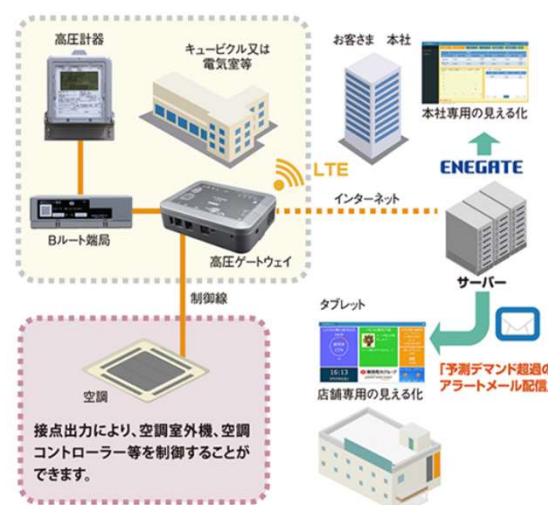 高圧計器
キュービクル又は
電気室等
お客さま 本社
本社専用の見える化
LTE
ENEGATE
インターネット
Bルート端局
高圧ゲートウェイ
サーバー
制御線
タブレット
16:13
空調
店舗専用の見える化
「予測デマンド超過の
アラートメール配信
接点出力により、空調室外機、空調
コントローラー等を制御することが
できます。